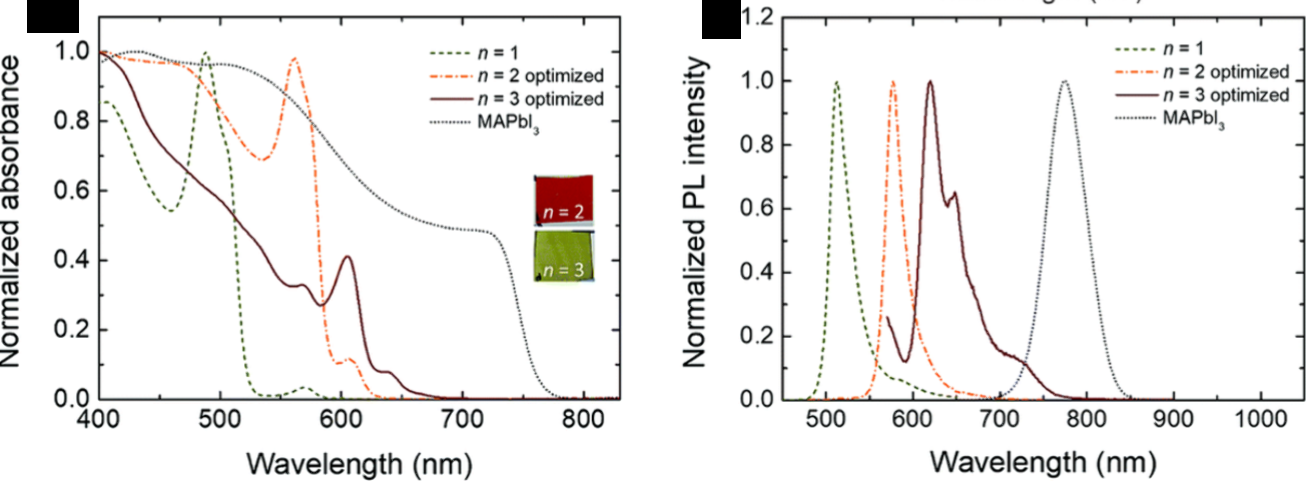 1.0
0.8
0.6
0.4
0.2
0.0
400
500
600
700
800
Normalized absorbance
Wavelength (nm)
n = 1
n = 2 optimized
n = 3 optimized
MAPbI3
n = 2
n = 3
1.2
1.0
0.8
0.6
0.4
0.2
0.0
500
600
700
800
900
1000
Normalized PL intensity
Wavelength (nm)
n = 1
n = 2 optimized
n = 3 optimized
MAPbI3